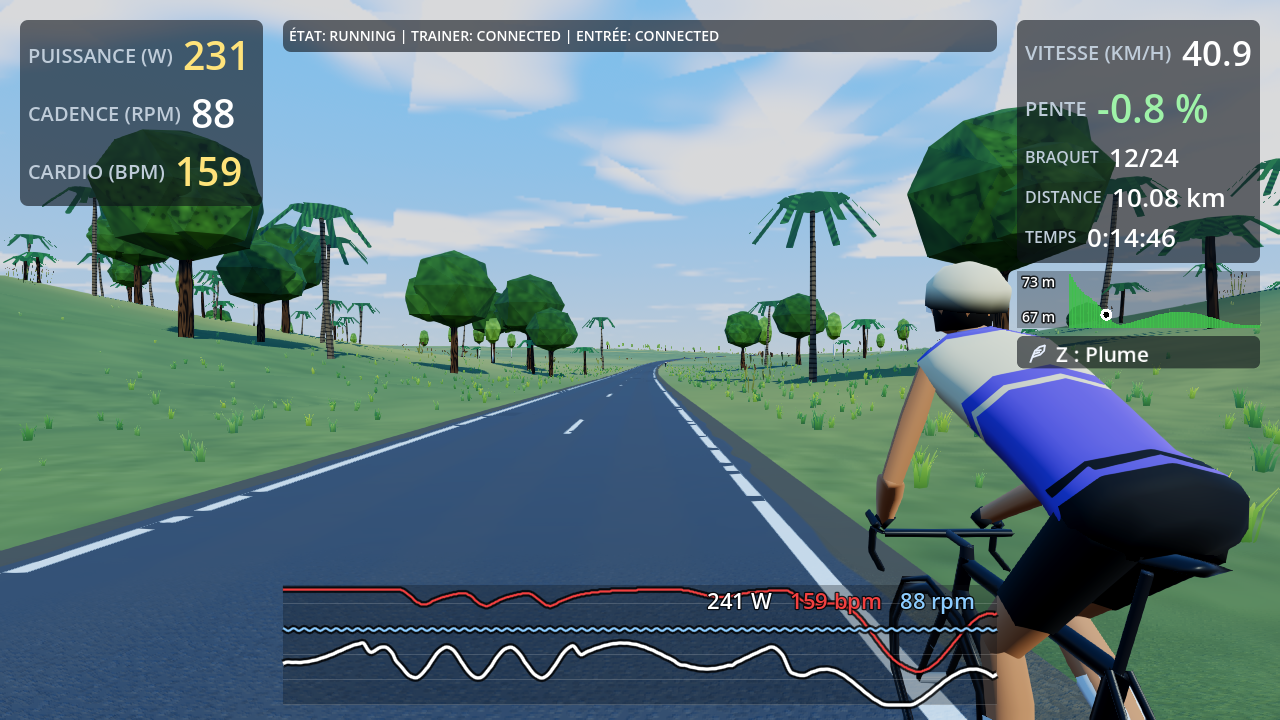 PUISSANCE (W) 231
CADENCE (RPM) 88
CARDIO (BPM) 159
ÉTAT: RUNNING | TRAINER: CONNECTED | ENTRÉE: CONNECTED
VITESSE (KM/H) 40.9
PENTE -0.8 %
BRAQUET 12/24
DISTANCE 10.08 km
TEMPS 0:14:46
73 m
67 m
Z : Plume
241 W 159 bpm 88 rpm